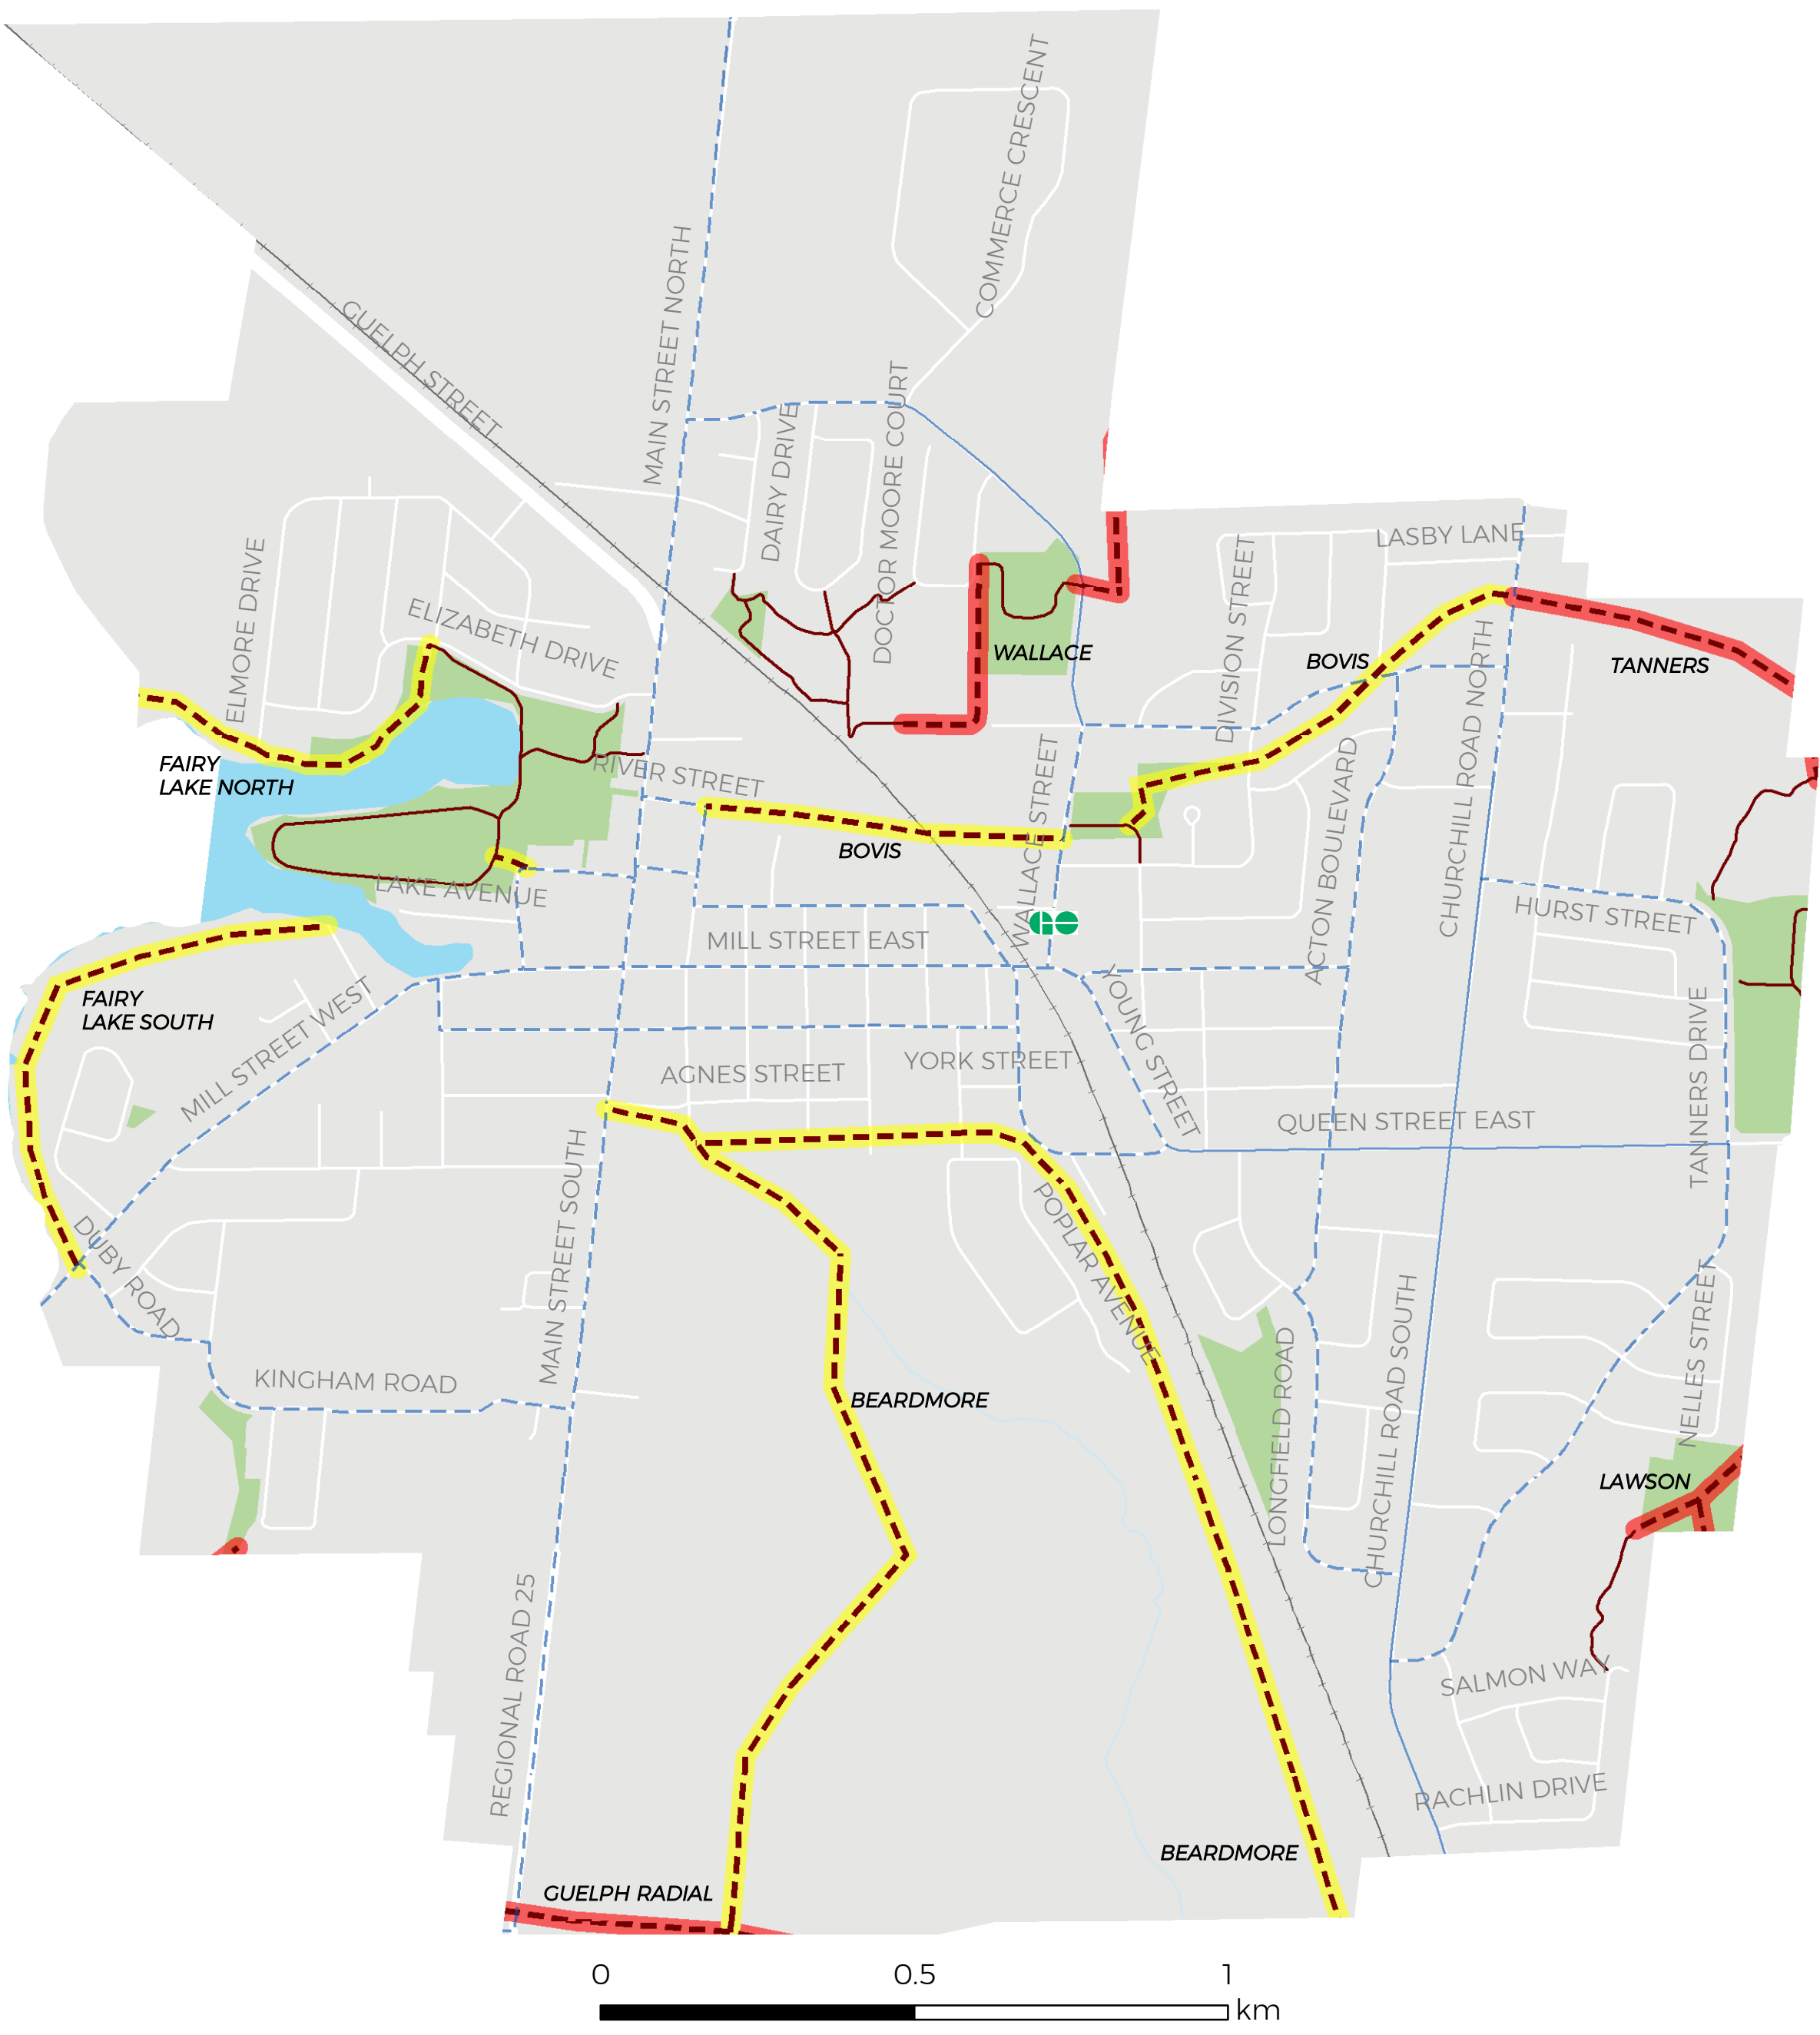 COMMERCE CRESCENT
MAIN STREET NORTH
GUELPH STREET
DAIRY DRIVE
DOCTOR MOORE COURT
LASBY LANE
ELMORE DRIVE
ELIZABETH DRIVE
DIVISION STREET
WALLACE
BOVIS
TANNERS
CHURCHILL ROAD NORTH
FAIRY
LAKE NORTH
RIVER STREET
WALLACE STREET
ACTON BOULEVARD
BOVIS
LAKE AVENUE
HURST STREET
MILL STREET EAST
GO
FAIRY
LAKE SOUTH
MILL STREET WEST
YOUNG STREET
AGNES STREET
YORK STREET
TANNERS DRIVE
QUEEN STREET EAST
DUBY ROAD
MAIN STREET SOUTH
POPLAR AVENUE
KINGHAM ROAD
BEARDMORE
LONGFIELD ROAD
CHURCHILL ROAD SOUTH
NELLES STREET
LAWSON
REGIONAL ROAD 25
SALMON WAY
RACHLIN DRIVE
BEARDMORE
GUELPH RADIAL
0 0.5 1
km